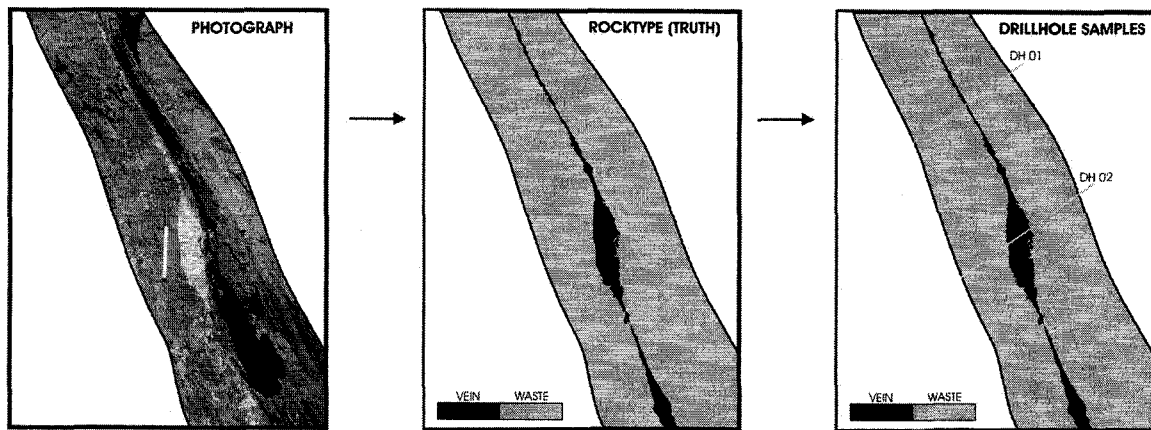 PHOTOGRAPH
ROCKTYPE (TRUTH)
VEIN WASTE
DRILLHOLE SAMPLES
DH 01
DH 02
VEIN WASTE